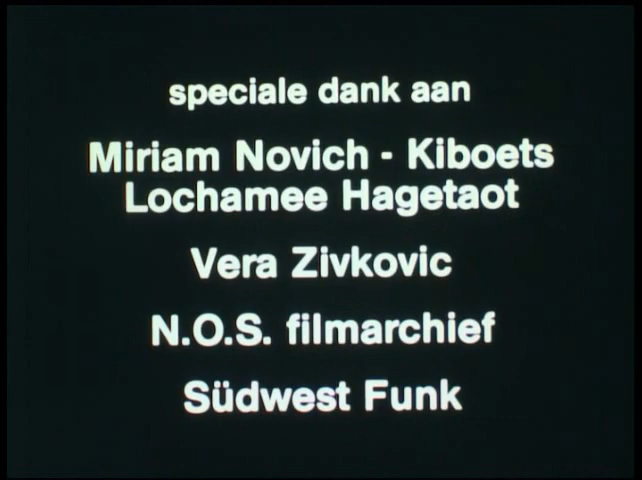 speciale dank aan
Miriam Novich - Kiboets
Lochamee Hagetaot
Vera Zivkovic
N.O.S. filmarchief
Südwest Funk